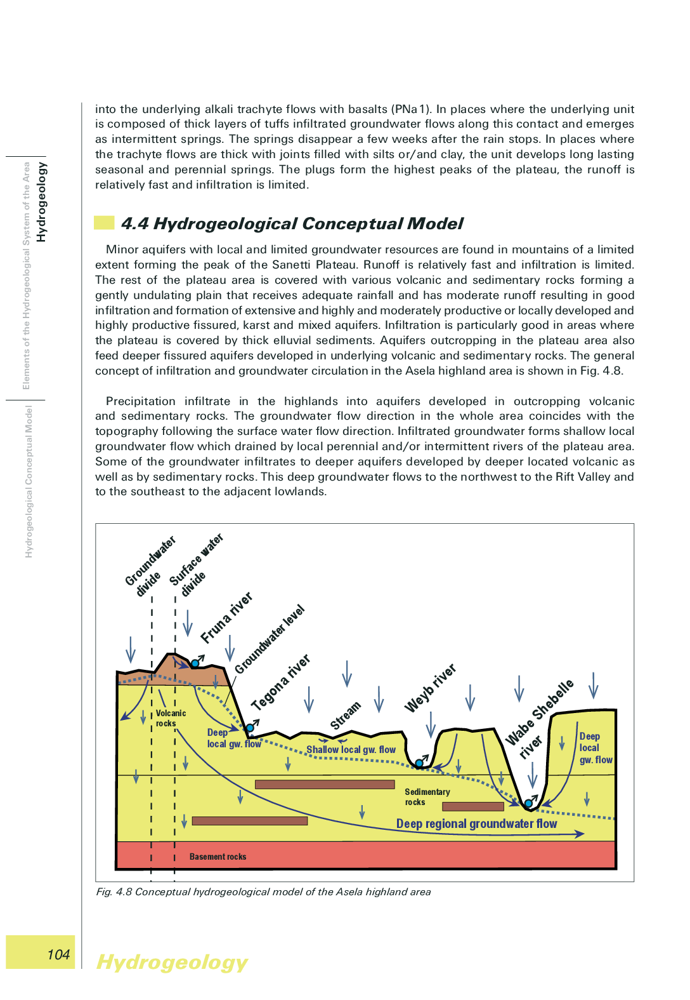 into the underlying alkali trachyte flows with basalts (PNa1). In places where the underlying unit
is composed of thick layers of tuffs infiltrated groundwater flows along this contact and emerges
as intermittent springs. The springs disappear a few weeks after the rain stops. In places where
the trachyte flows are thick with joints filled with silts or/and clay, the unit develops long lasting
seasonal and perennial springs. The plugs form the highest peaks of the plateau, the runoff is
relatively fast and infiltration is limited.
Elements of the Hydrogeological System of the Area
Hydrogeology
Hydrogeological Conceptual Model
4.4 Hydrogeological Conceptual Model
Minor aquifers with local and limited groundwater resources are found in mountains of a limited
extent forming the peak of the Sanetti Plateau. Runoff is relatively fast and infiltration is limited.
The rest of the plateau area is covered with various volcanic and sedimentary rocks forming a
gently undulating plain that receives adequate rainfall and has moderate runoff resulting in good
infiltration and formation of extensive and highly and moderately productive or locally developed and
highly productive fissured, karst and mixed aquifers. Infiltration is particularly good in areas where
the plateau is covered by thick elluvial sediments. Aquifers outcropping in the plateau area also
feed deeper fissured aquifers developed in underlying volcanic and sedimentary rocks. The general
concept of infiltration and groundwater circulation in the Asela highland area is shown in Fig. 4.8.
Precipitation infiltrate in the highlands into aquifers developed in outcropping volcanic
and sedimentary rocks. The groundwater flow direction in the whole area coincides with the
topography following the surface water flow direction. Infiltrated groundwater forms shallow local
groundwater flow which drained by local perennial and/or intermittent rivers of the plateau area.
Some of the groundwater infiltrates to deeper aquifers developed by deeper located volcanic as
well as by sedimentary rocks. This deep groundwater flows to the northwest to the Rift Valley and
to the southeast to the adjacent lowlands.
Groundwater
divide
Surface water
divide
Fruna river
Groundwater level
Tegona river
Stream
Weyb river
Wabe Shebelle
river
Volcanic
rocks
Deep
local gw. flow
Shallow local gw. flow
Deep
local
gw. flow
Sedimentary
rocks
Deep regional groundwater flow
Basement rocks
Fig. 4.8 Conceptual hydrogeological model of the Asela highland area
104
Hydrogeology